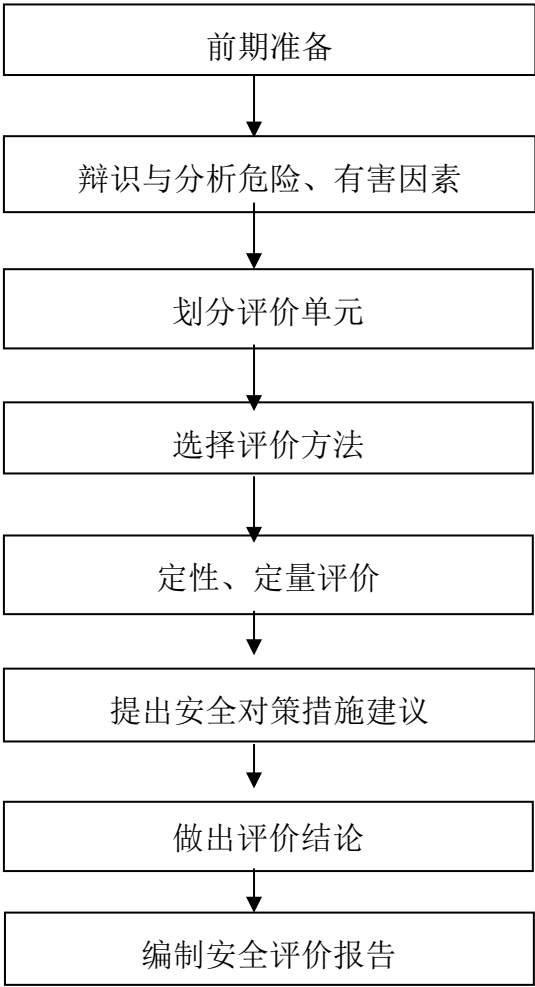 前期准备
辩识与分析危险、有害因素
划分评价单元
选择评价方法
定性、定量评价
提出安全对策措施建议
做出评价结论
编制安全评价报告